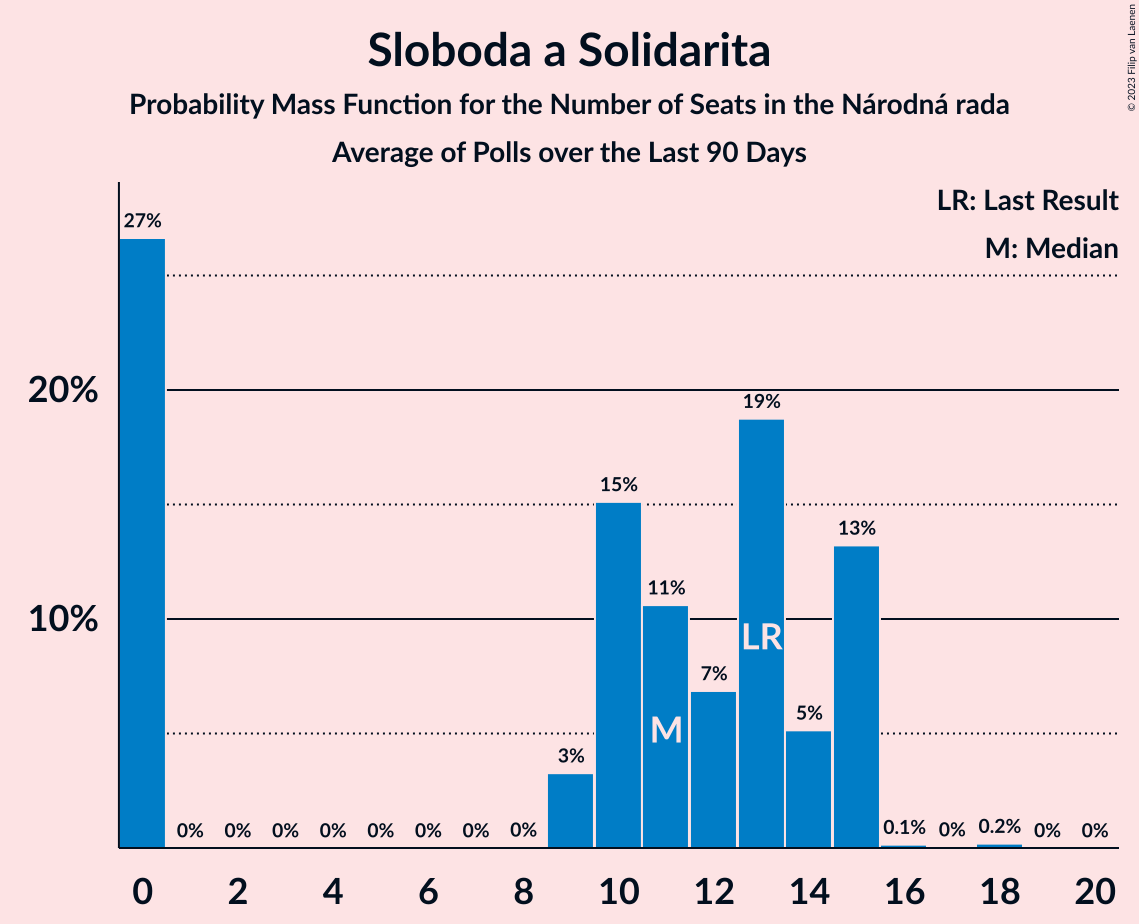 Sloboda a Solidarita
Probability Mass Function for the Number of Seats in the Národná rada
Average of Polls over the Last 90 Days
© 2023 Filip van Laenen
LR: Last Result
M: Median
27%
20%
19%
15%
13%
11%
10%
LR
7%
5%
M
3%
0% 0% 0% 0% 0% 0% 0% 0% 0.1% 0% 0.2% 0% 0%
0 2 4 6 8 10 12 14 16 18 20